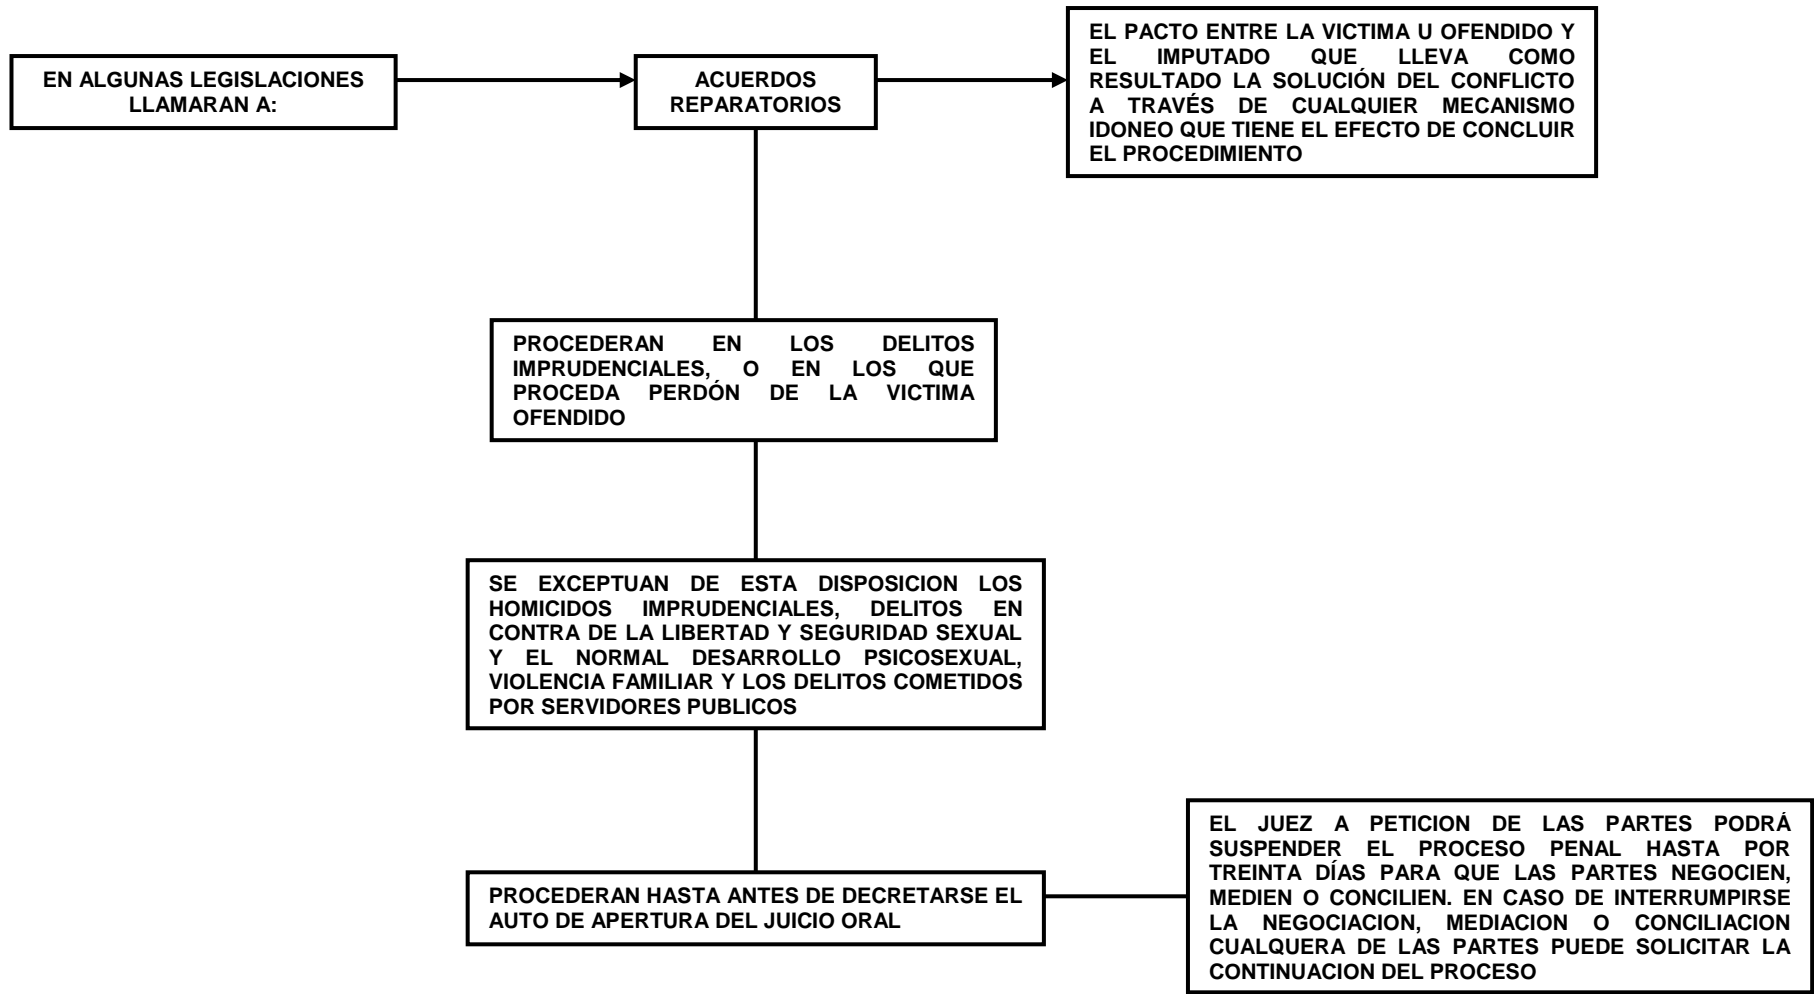 EN ALGUNAS LEGISLACIONES
LLAMARAN A:
ACUERDOS
REPARATORIOS
EL PACTO ENTRE LA VICTIMA U OFENDIDO Y
EL IMPUTADO QUE LLEVA COMO
RESULTADO LA SOLUCIÓN DEL CONFLICTO
A TRAVÉS DE CUALQUIER MECANISMO
IDONEO QUE TIENE EL EFECTO DE CONCLUIR
EL PROCEDIMIENTO
PROCEDERAN EN LOS DELITOS
IMPRUDENCIALES, O EN LOS QUE
PROCEDA PERDÓN DE LA VICTIMA
OFENDIDO
SE EXCEPTUAN DE ESTA DISPOSICION LOS
HOMICIDOS IMPRUDENCIALES, DELITOS EN
CONTRA DE LA LIBERTAD Y SEGURIDAD SEXUAL
Y EL NORMAL DESARROLLO PSICOSEXUAL,
VIOLENCIA FAMILIAR Y LOS DELITOS COMETIDOS
POR SERVIDORES PUBLICOS
PROCEDERAN HASTA ANTES DE DECRETARSE EL
AUTO DE APERTURA DEL JUICIO ORAL
EL JUEZ A PETICION DE LAS PARTES PODRÁ
SUSPENDER EL PROCESO PENAL HASTA POR
TREINTA DÍAS PARA QUE LAS PARTES NEGOCIEN,
MEDIEN O CONCILIEN. EN CASO DE INTERRUMPIRSE
LA NEGOCIACION, MEDIACION O CONCILIACION
CUALQUERA DE LAS PARTES PUEDE SOLICITAR LA
CONTINUACION DEL PROCESO